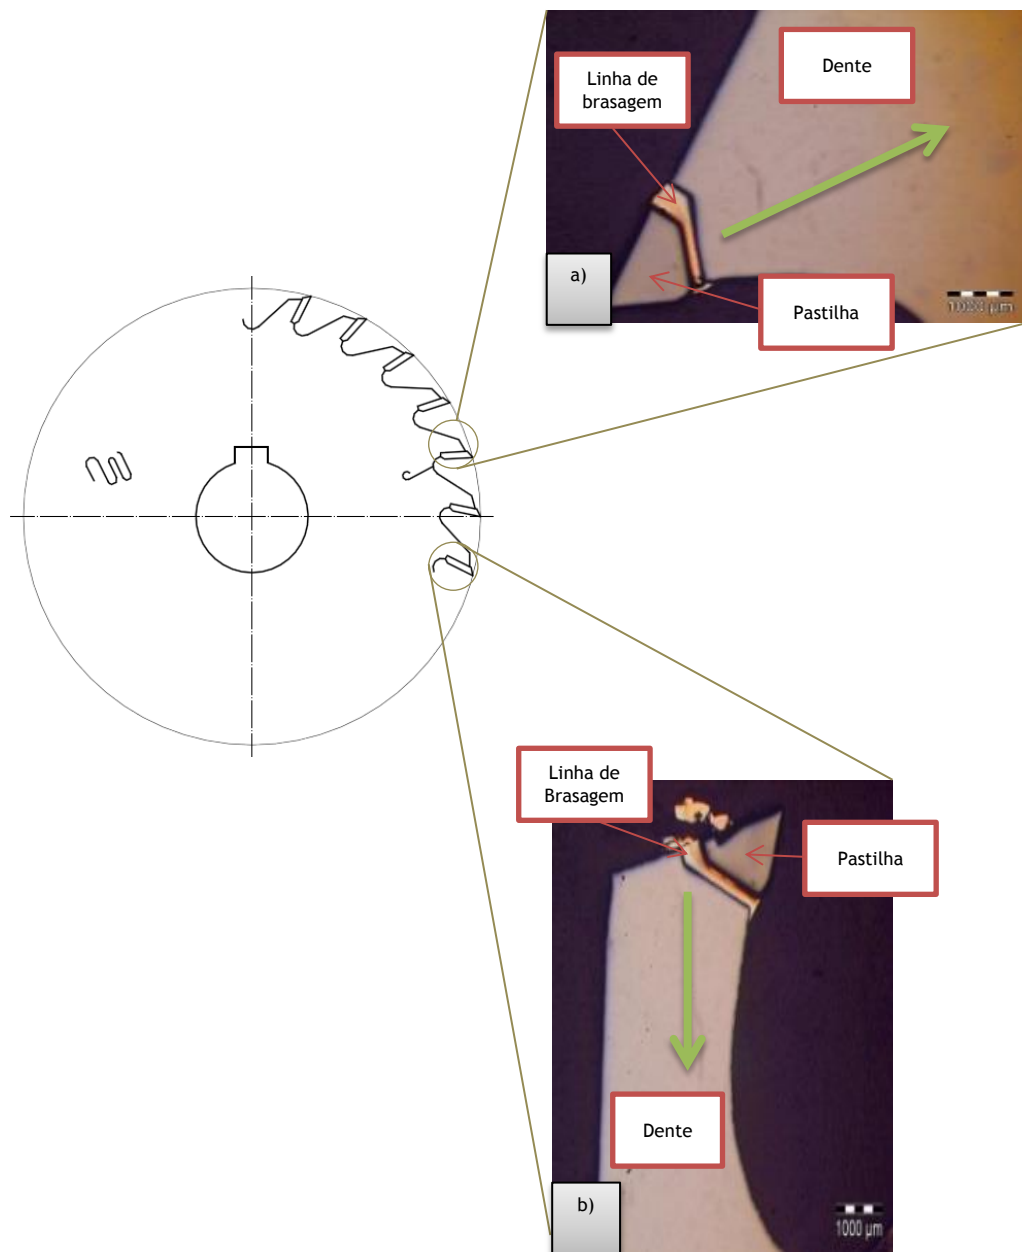 Linha de
brasagem
Dente
a)
Pastilha
Linha de
Brasagem
Pastilha
Dente
b)
1000 µm